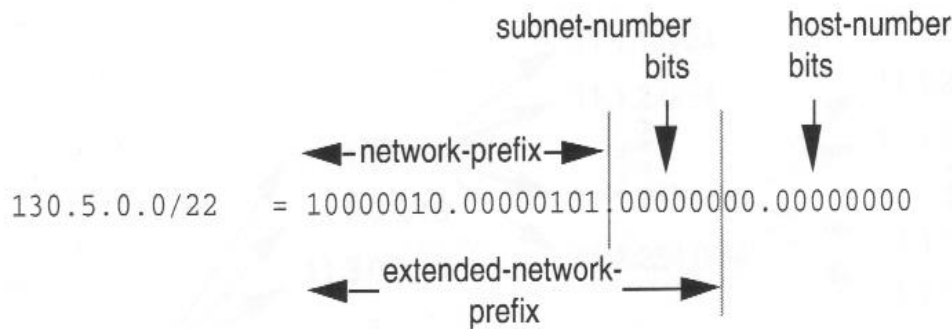 subnet-number
bits
host-number
bits
network-prefix
130.5.0.0/22 = 10000010.00000101.00000000.00000000
extended-network-
prefix